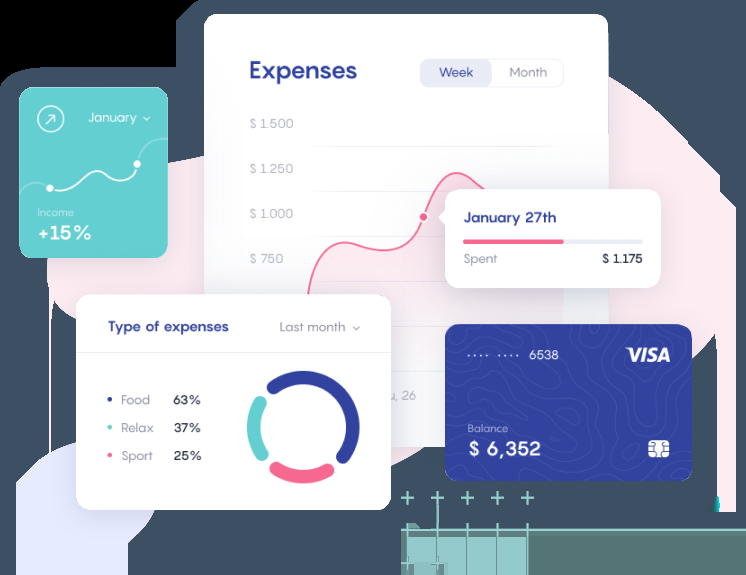 Expenses
Week
Month
January
$ 1.500
$ 1.250
$ 1.000
$ 750
Income
+15%
January 27th
Spent
$ 1.175
Type of expenses
Last month
Food 63%
Relax 37%
Sport 25%
, 26
···· ···· 6538
VISA
Balance
$ 6,352